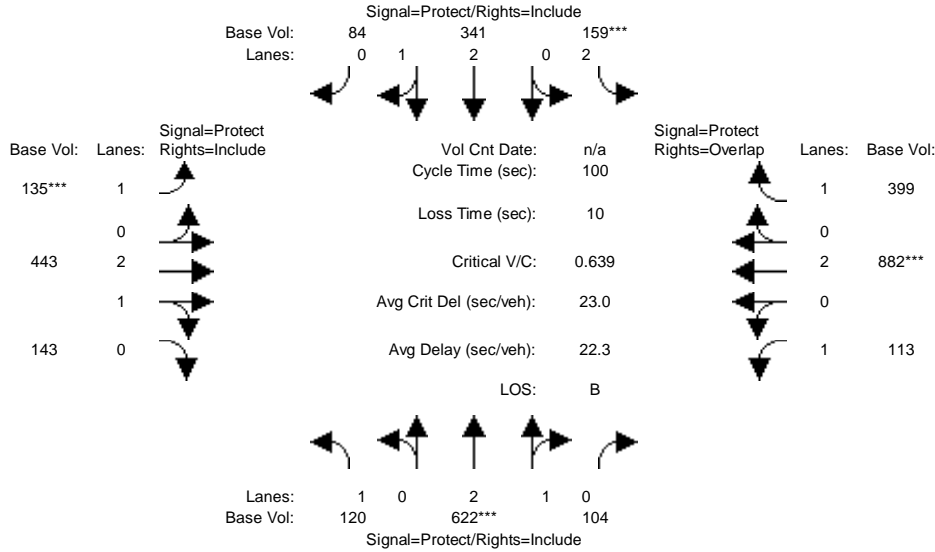 Signal=Protect/Rights=Include
Base Vol: 84 341 159***
Lanes: 0 1 2 0 2
Signal=Protect
Base Vol: Lanes: Rights=Include
Vol Cnt Date: n/a
Signal=Protect
Rights=Overlap Lanes: Base Vol:
Cycle Time (sec): 100
135*** 1
1 399
Loss Time (sec): 10
0
0
443 2
Critical V/C: 0.639
2 882***
1
Avg Crit Del (sec/veh): 23.0
0
143 0
Avg Delay (sec/veh): 22.3
1 113
LOS: B
Lanes: 1 0 2 1 0
Base Vol: 120 622*** 104
Signal=Protect/Rights=Include